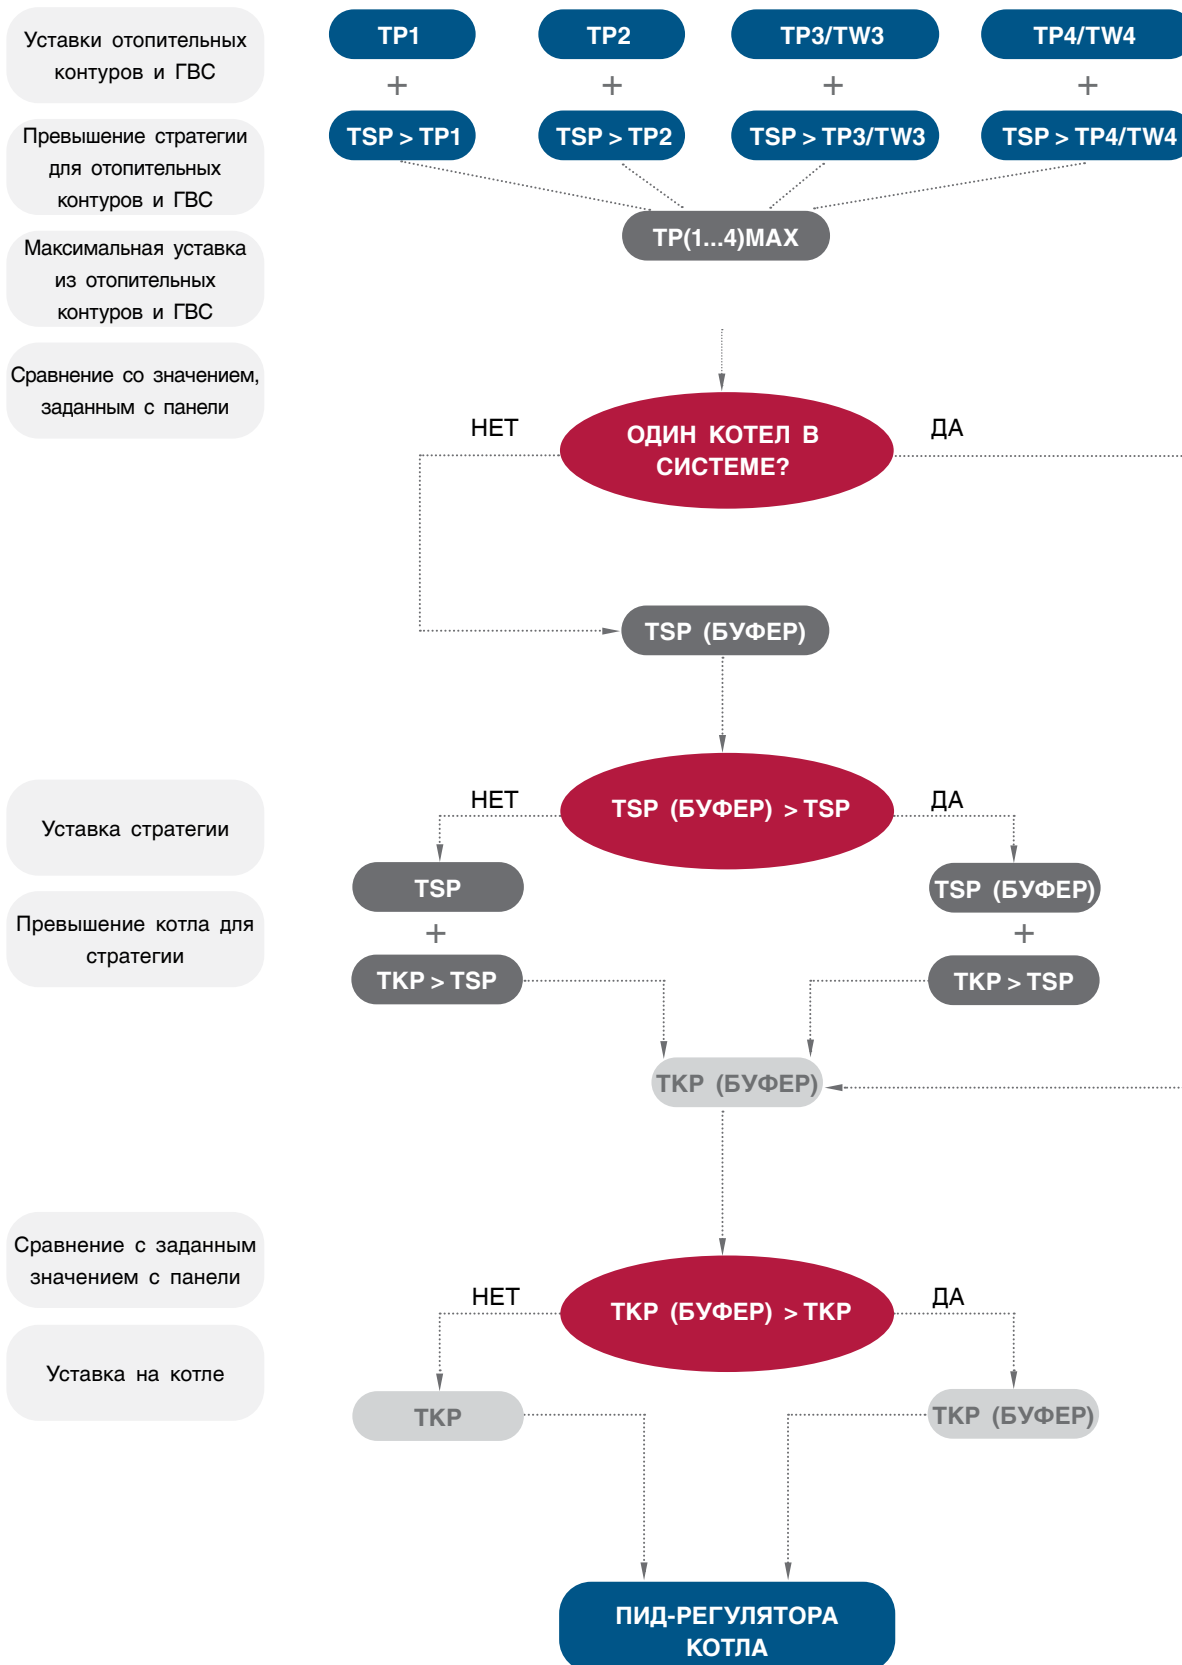 Уставки отопительных
контуров и ГВС
TP1
TP2
TP3/TW3
TP4/TW4
+
+
+
+
Превышение стратегии
для отопительных
контуров и ГВС
TSP > TP1
TSP > TP2
TSP > TP3/TW3
TSP > TP4/TW4
Максимальная уставка
из отопительных
контуров и ГВС
TP(1...4)MAX
Сравнение со значением,
заданным с панели
НЕТ
ОДИН КОТЕЛ В
СИСТЕМЕ?
ДА
TSP (БУФЕР)
Уставка стратегии
НЕТ
TSP (БУФЕР) > TSP
ДА
TSP
TSP (БУФЕР)
Превышение котла для
стратегии
+
+
TKP > TSP
TKP > TSP
TKP (БУФЕР)
Сравнение с заданным
значением с панели
НЕТ
TKP (БУФЕР) > TKP
ДА
Уставка на котле
TKP
TKP (БУФЕР)
ПИД-РЕГУЛЯТОРА
КОТЛА